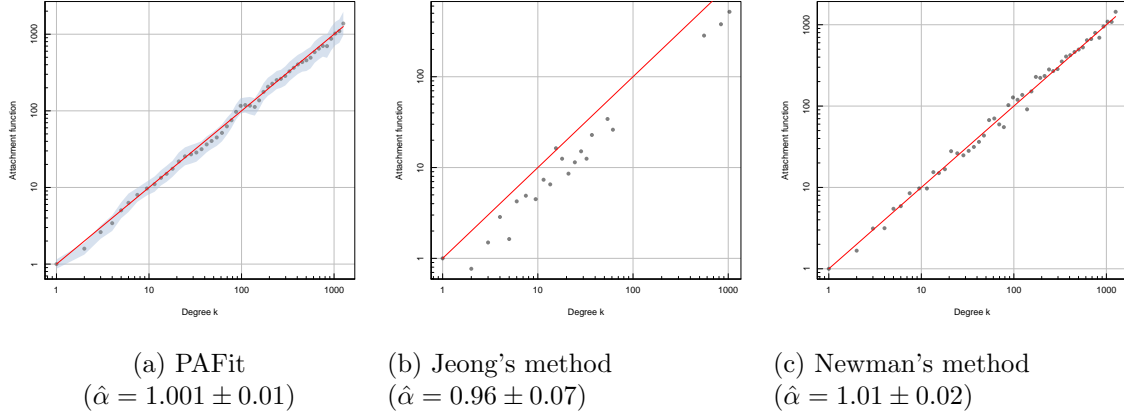 1000
100
10
1
Attachment function
1 10 100 1000
Degree k
100
10
1
Attachment function
1 10 100 1000
Degree k
1000
100
10
1
Attachment function
1 10 100 1000
Degree k
(a) PAFit
(α̂ = 1.001 ± 0.01)
(b) Jeong's method
(α̂ = 0.96 ± 0.07)
(c) Newman's method
(α̂ = 1.01 ± 0.02)